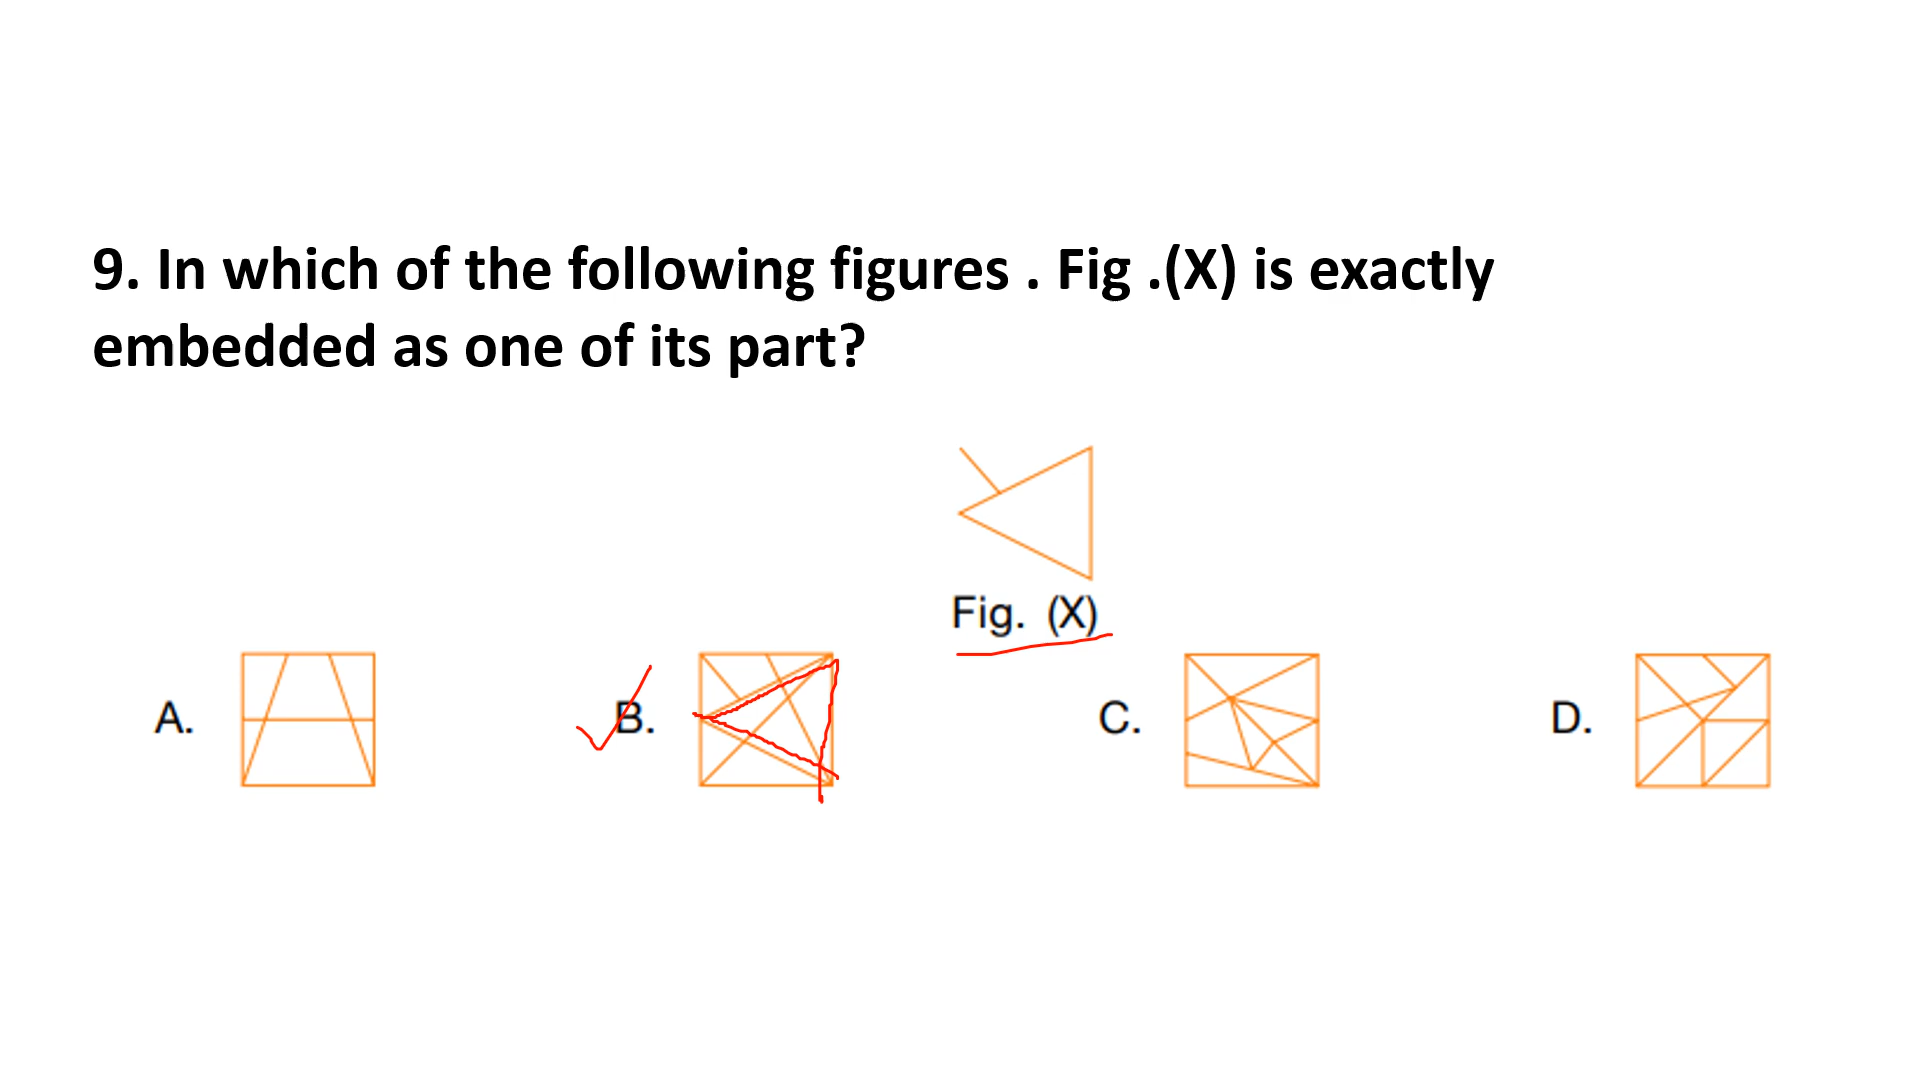 9. In which of the following figures . Fig .(X) is exactly
embedded as one of its part?
Fig. (X)
A.
B.
C.
D.